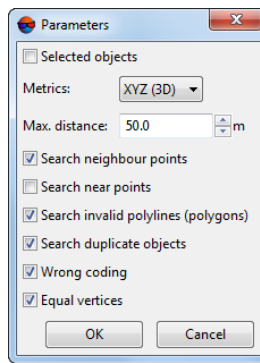 Parameters
Selected objects
Metrics: XYZ (3D)
Max. distance: 50.0 m
Search neighbour points
Search near points
Search invalid polylines (polygons)
Search duplicate objects
Wrong coding
Equal vertices
OK Cancel